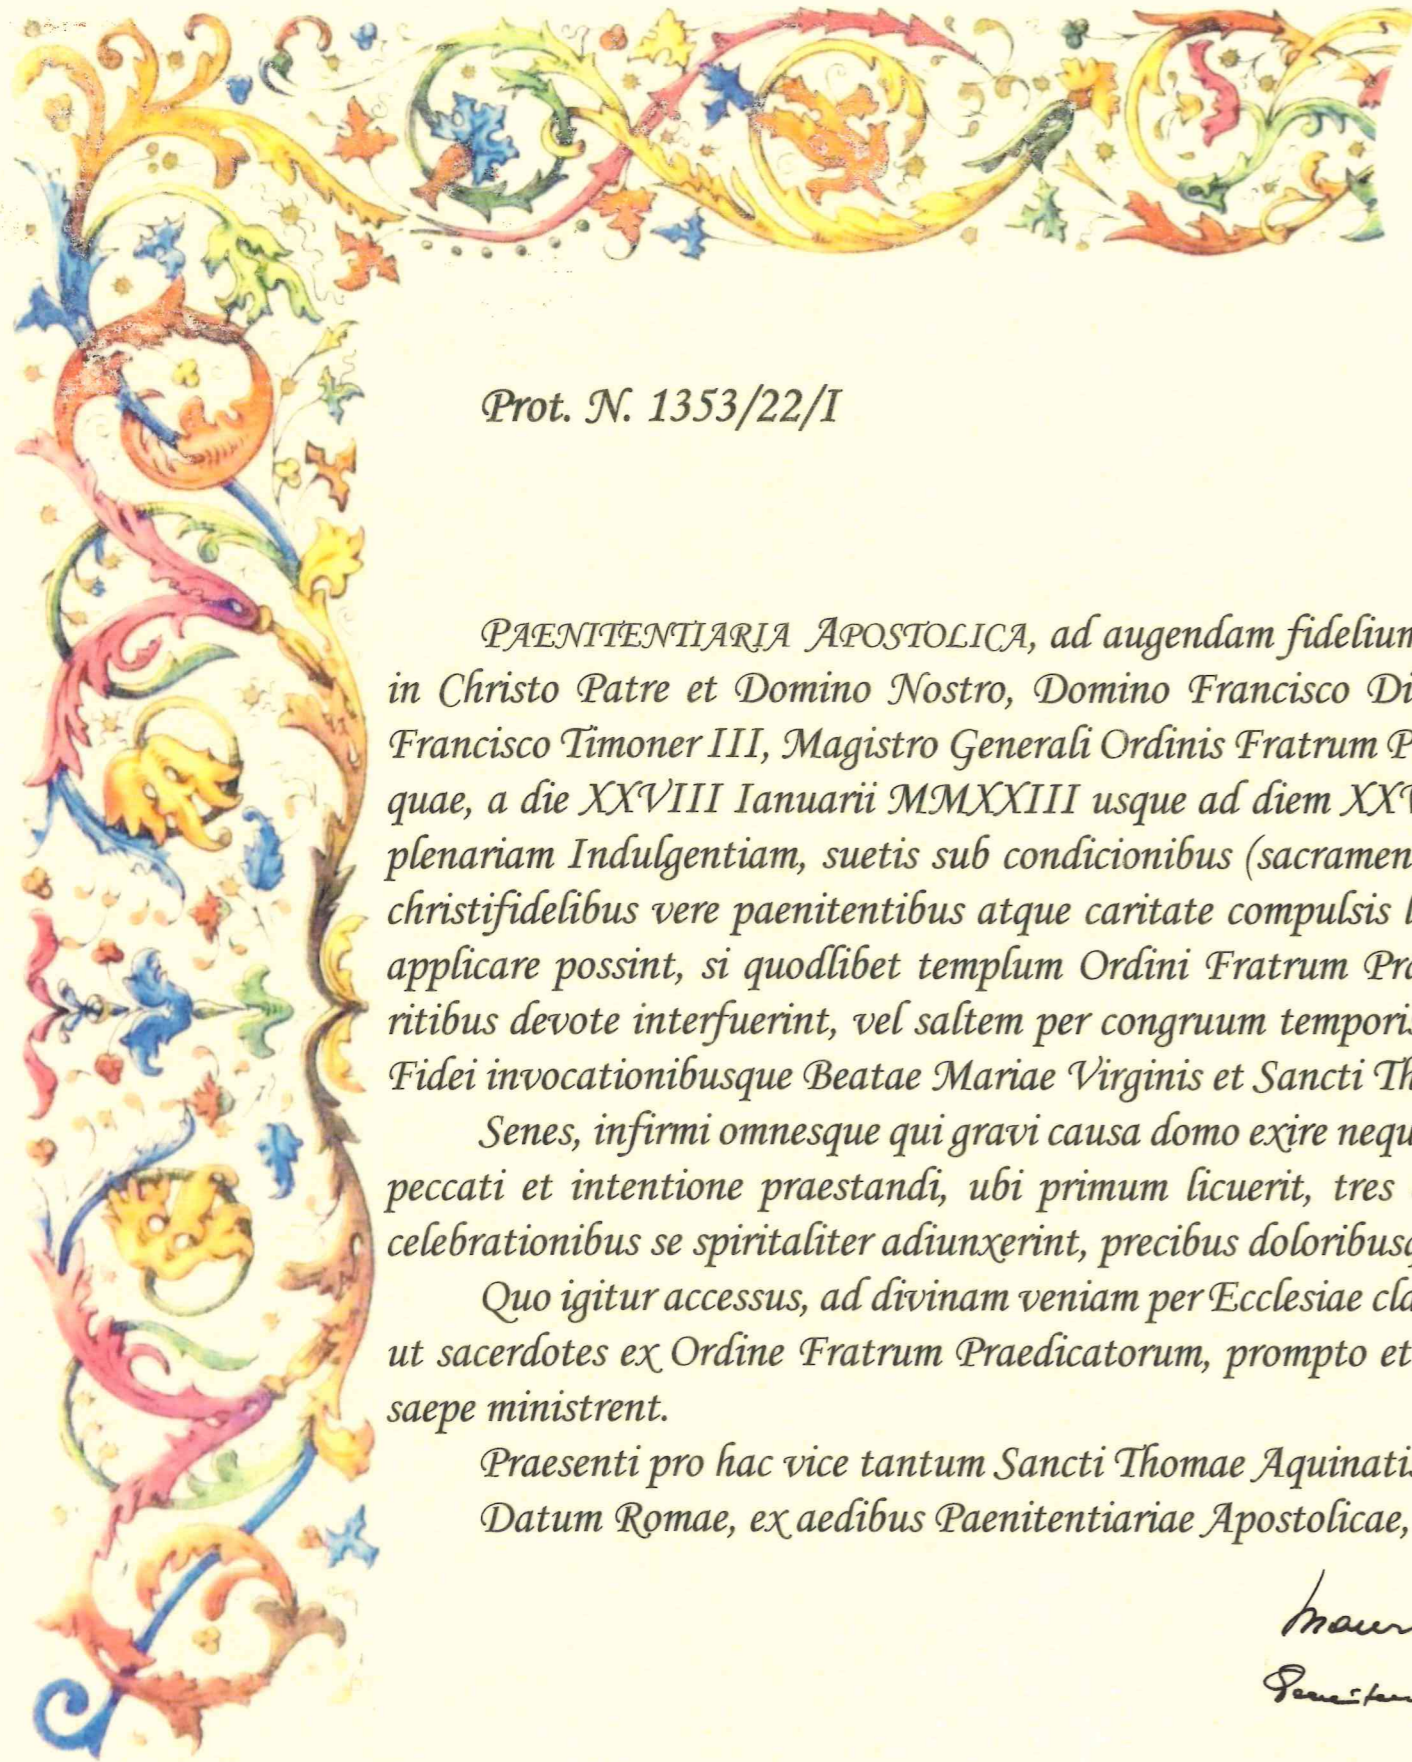 Prot. N. 1353/22/I
PAENITENTIARIA APOSTOLICA, ad augendam fidelium
in Christo Patre et Domino Nostro, Domino Francisco Di
Francisco Timoner III, Magistro Generali Ordinis Fratrum P
quae, a die XXVIII Ianuarii MMXXIII usque ad diem XXV
plenariam Indulgentiam, suetis sub condicionibus (sacramen
christifidelibus vere paenitentibus atque caritate compulsis l
applicare possint, si quodlibet templum Ordini Fratrum Pra
ritibus devote interfuerint, vel saltem per congruum temporis
Fidei invocationibusque Beatae Mariae Virginis et Sancti Th
Senes, infirmi omnesque qui gravi causa domo exire nequ
peccati et intentione praestandi, ubi primum licuerit, tres
celebrationibus se spiritaliter adiunxerint, precibus doloribusq
Quo igitur accessus, ad divinam veniam per Ecclesiae cla
ut sacerdotes ex Ordine Fratrum Praedicatorum, prompto et
saepe ministrent.
Praesenti pro hac vice tantum Sancti Thomae Aquinatis
Datum Romae, ex aedibus Paenitentiariae Apostolicae,
Maur